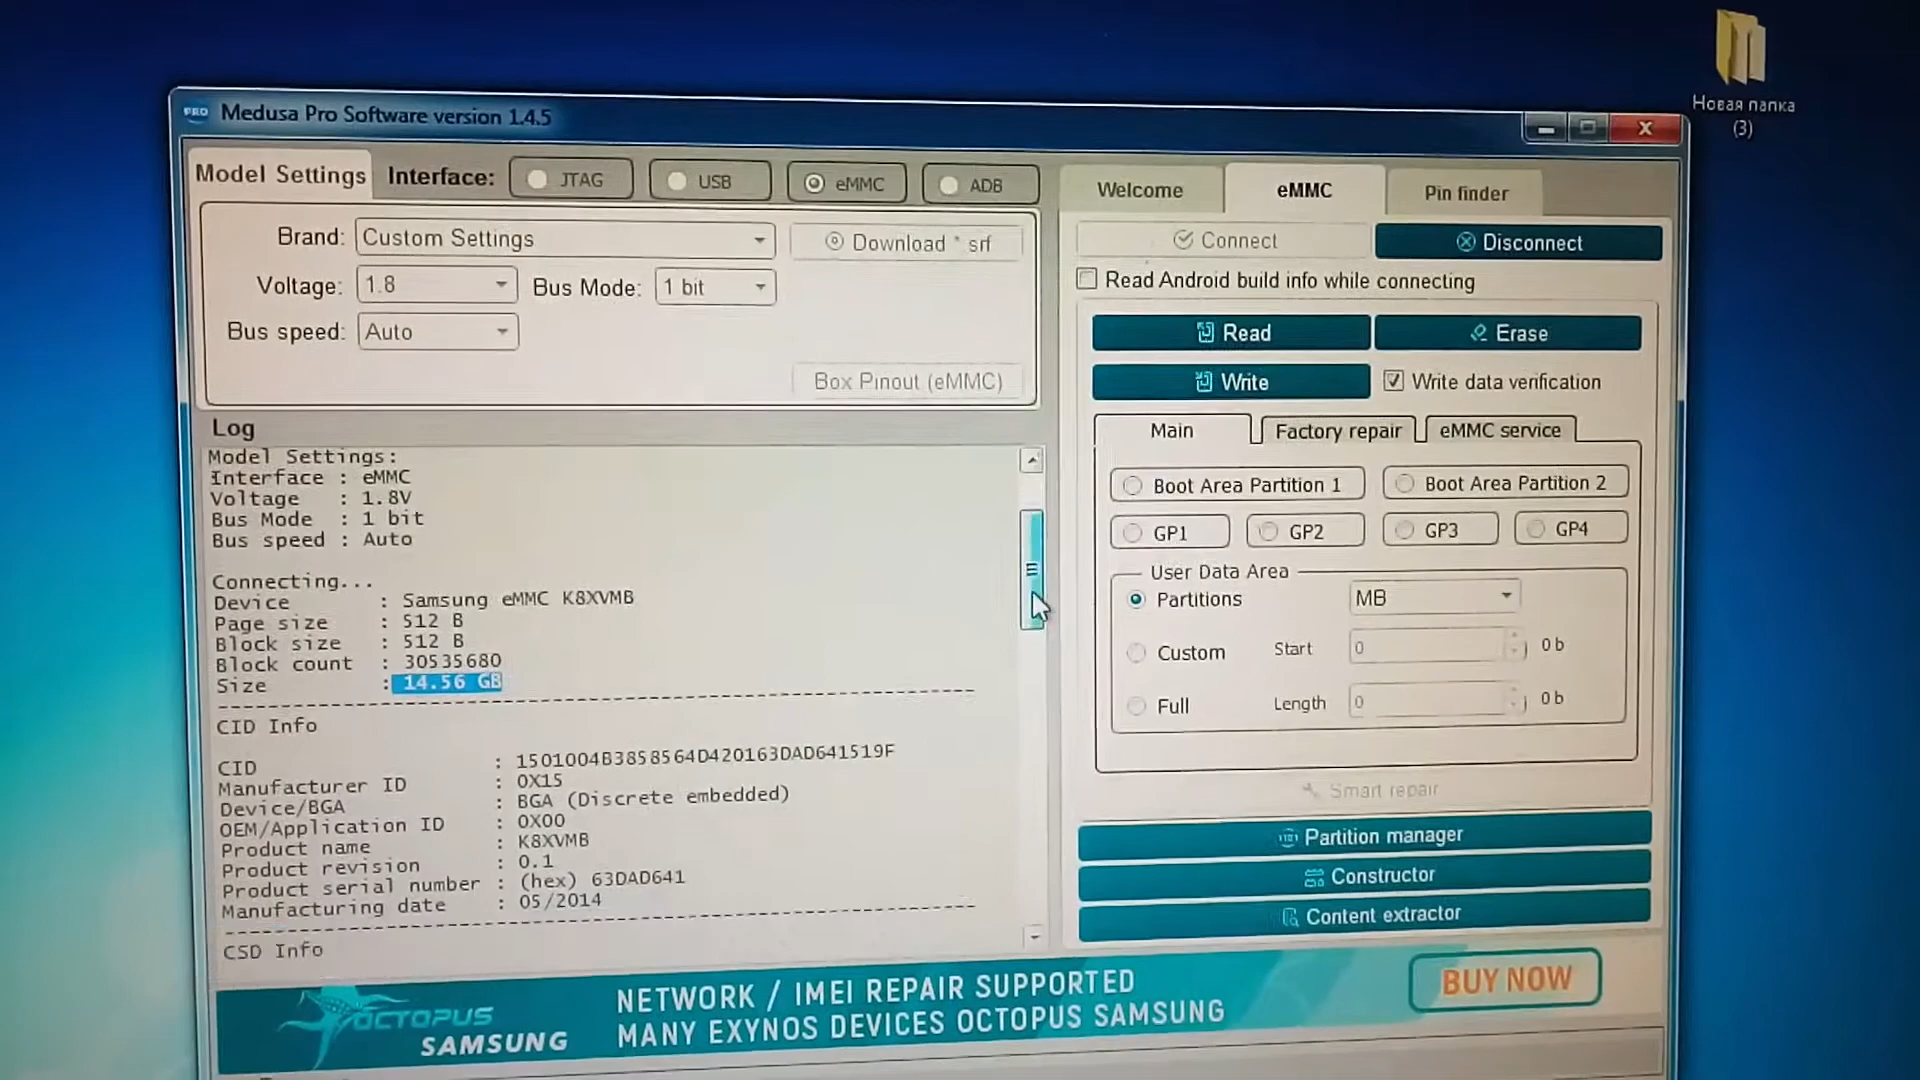 Новая папка
(3)
PRO Medusa Pro Software version 1.4.5
Model Settings Interface: JTAG USB eMMC ADB
Brand: Custom Settings Download *.srf
Voltage: 1.8 Bus Mode: 1 bit
Bus speed: Auto
Box Pinout (eMMC)
Log
Model Settings:
Interface : eMMC
Voltage : 1.8V
Bus Mode : 1 bit
Bus speed : Auto
Connecting...
Device : Samsung eMMC K8XVMB
Page size : 512 B
Block size : 512 B
Block count : 30535680
Size : 14.56 GB
CID Info
CID : 1501004B3858564D420163DAD641519F
Manufacturer ID : 0X15
Device/BGA : BGA (Discrete embedded)
OEM/Application ID : 0X00
Product name : K8XVMB
Product revision : 0.1
Product serial number : (hex) 63DAD641
Manufacturing date : 05/2014
CSD Info
Welcome eMMC Pin finder
Connect Disconnect
Read Android build info while connecting
Read Erase
Write Write data verification
Main Factory repair eMMC service
Boot Area Partition 1 Boot Area Partition 2
GP1 GP2 GP3 GP4
User Data Area
Partitions MB
Custom Start 0 0 b
Full Length 0 0 b
Smart repair
Partition manager
Constructor
Content extractor
OCTOPUS
SAMSUNG
NETWORK / IMEI REPAIR SUPPORTED
MANY EXYNOS DEVICES OCTOPUS SAMSUNG
BUY NOW